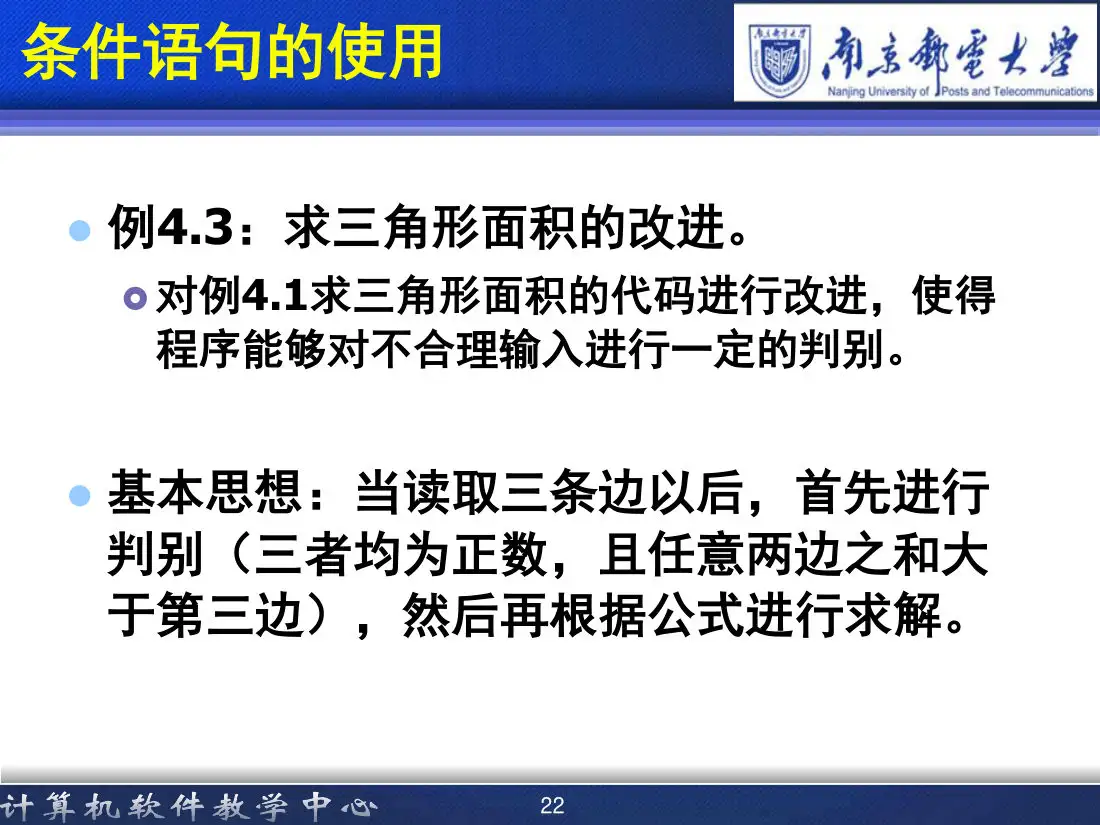 条件语句的使用
南京邮电大学
南京郵電大学
Nanjing University of Posts and Telecommunications
例4.3：求三角形面积的改进。
对例4.1求三角形面积的代码进行改进，使得
程序能够对不合理输入进行一定的判别。
基本思想：当读取三条边以后，首先进行
判别（三者均为正数，且任意两边之和大
于第三边），然后再根据公式进行求解。
计算机软件教学中心
22